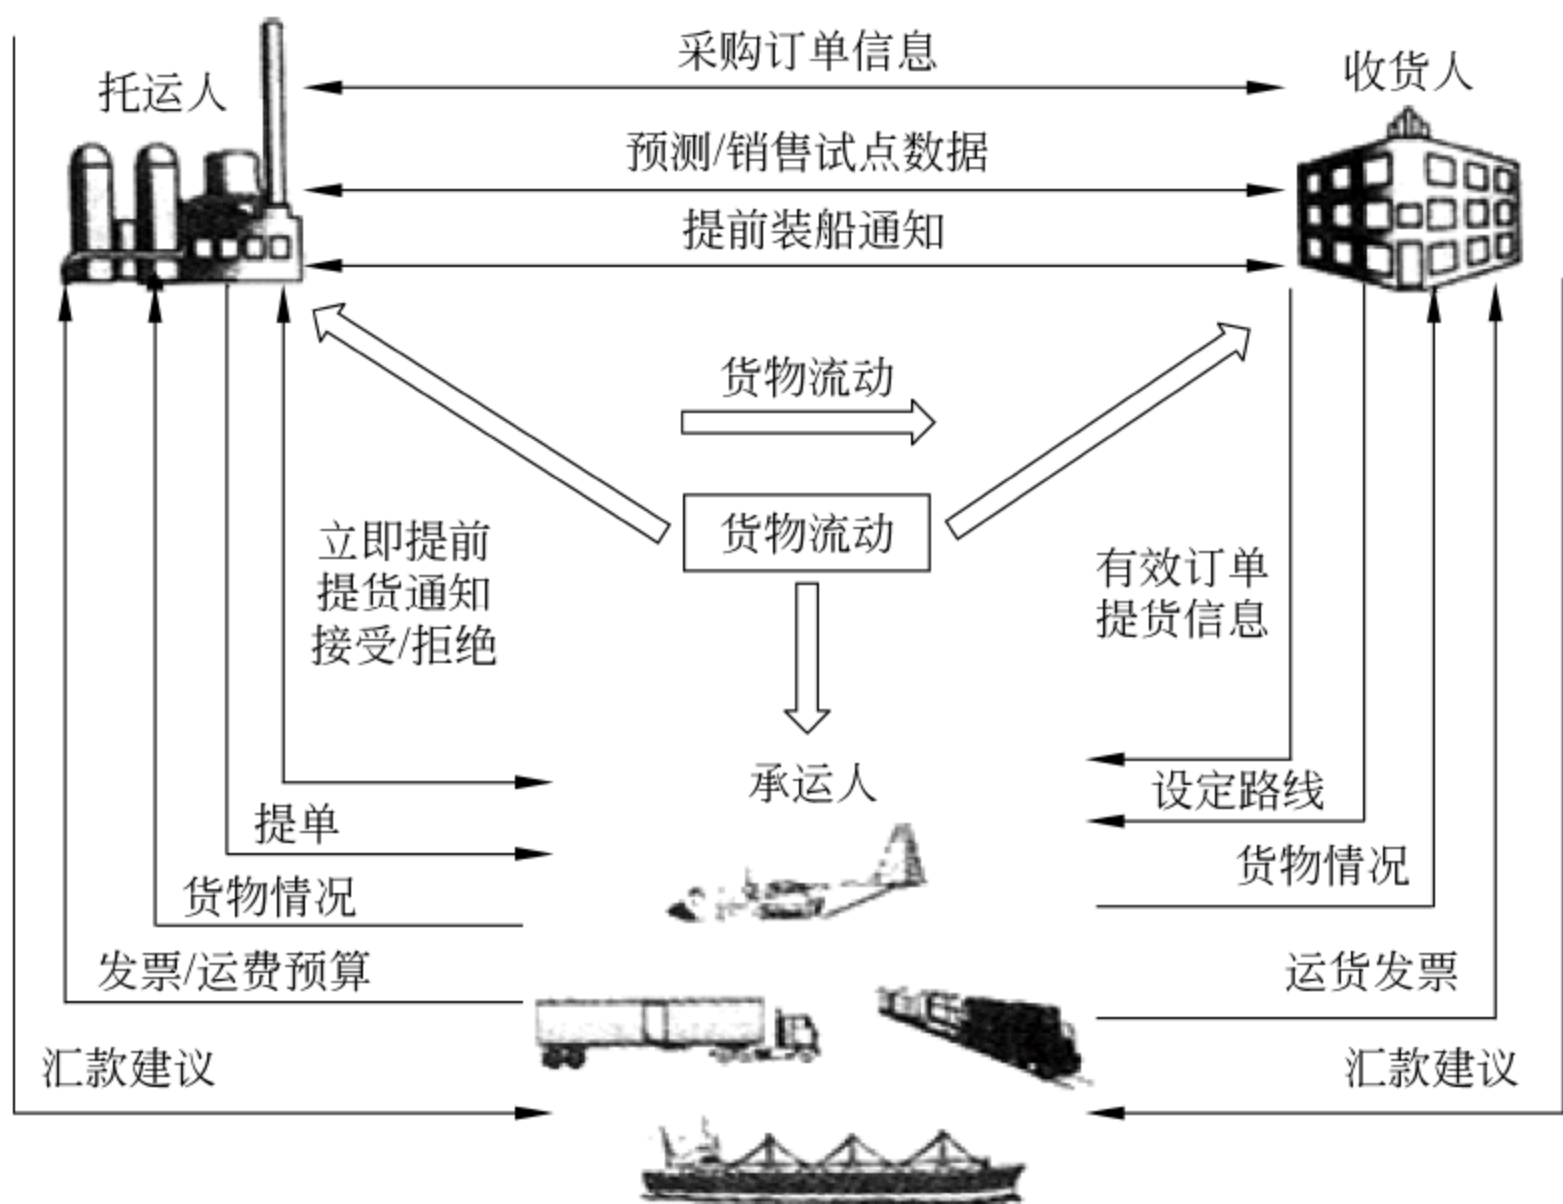 采购订单信息
托运人
收货人
预测/销售试点数据
提前装船通知
货物流动
货物流动
立即提前
提货通知
接受/拒绝
有效订单
提货信息
承运人
设定路线
提单
货物情况
货物情况
发票/运费预算
运货发票
汇款建议
汇款建议